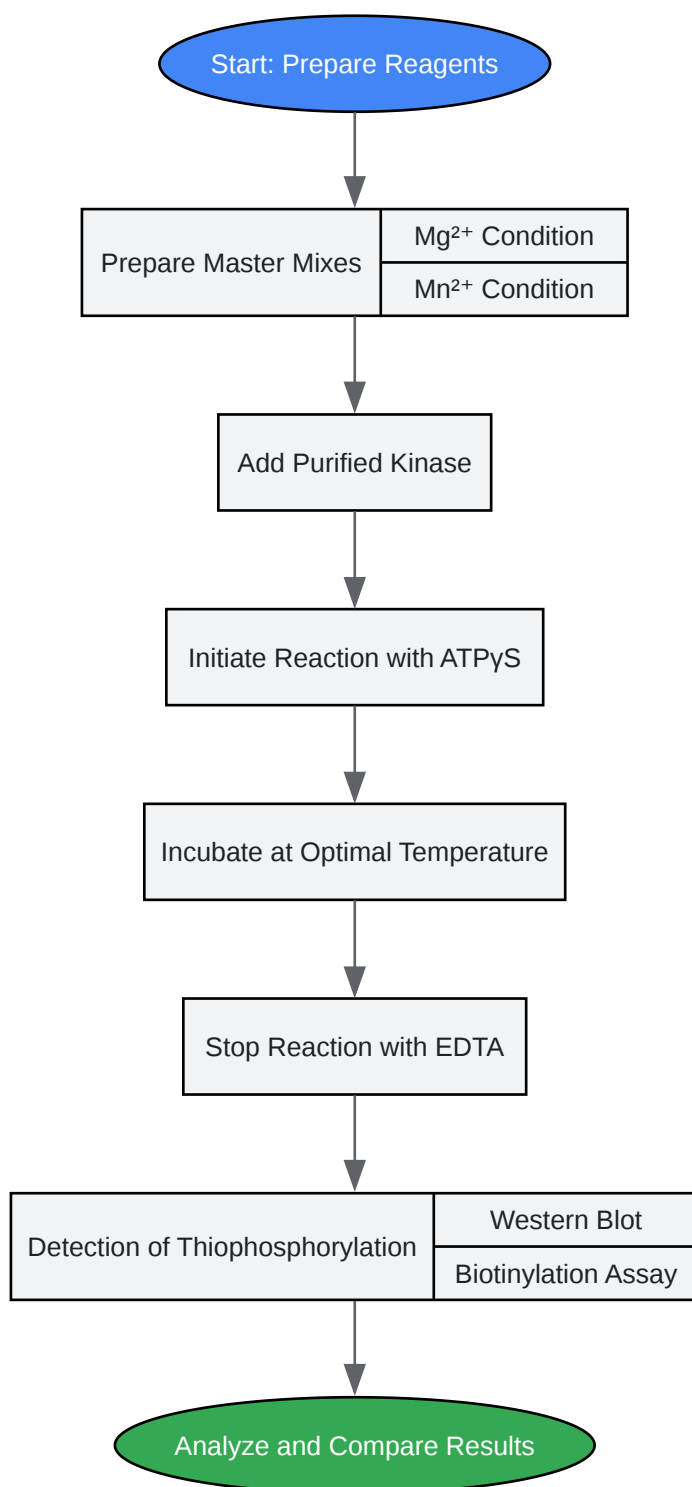 Start: Prepare Reagents
Prepare Master Mixes
Mg²⁺ Condition
Mn²⁺ Condition
Add Purified Kinase
Initiate Reaction with ATPγS
Incubate at Optimal Temperature
Stop Reaction with EDTA
Detection of Thiophosphorylation
Western Blot
Biotinylation Assay
Analyze and Compare Results